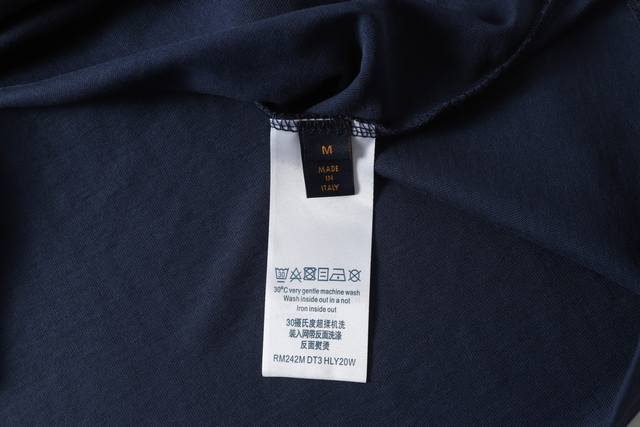 M
MADE
IN
ITALY
30
30°C very gentle machine wash
Wash inside out in a not
Iron inside out
30摄氏度超揉机洗
装入网带反面洗涤
反面熨烫
RM242M DT3 HLY20W